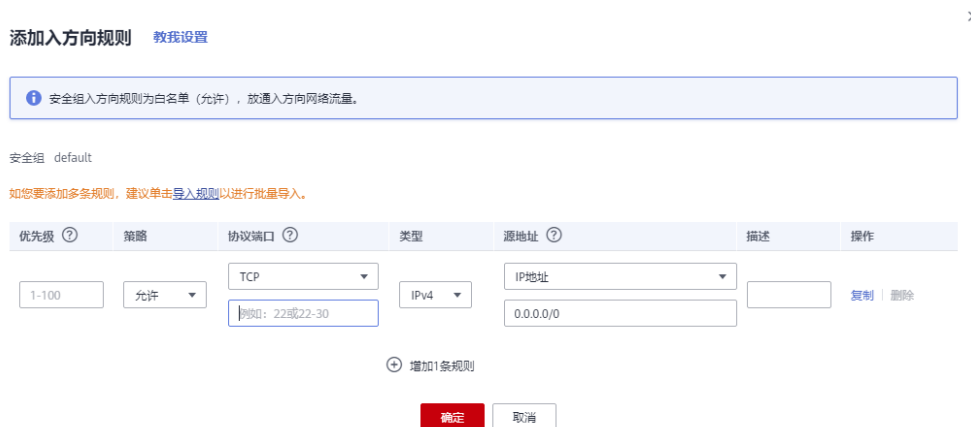 添加入方向规则 教我设置
安全组入方向规则为白名单（允许），放通入方向网络流量。
安全组 default
如您要添加多条规则，建议单击导入规则以进行批量导入。
优先级 ? 策略 协议端口 ? 类型 源地址 ? 描述 操作
TCP IP地址
1-100 允许 IPv4 复制 删除
例如：22或22-30 0.0.0.0/0
增加1条规则
确定 取消